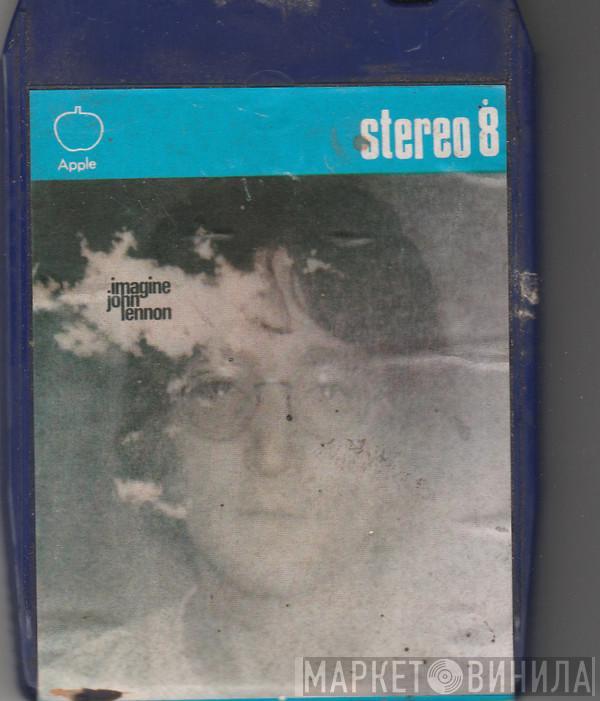 Apple
stereo 8
imagine
john
lennon
МАРКЕТ ВИНИЛА